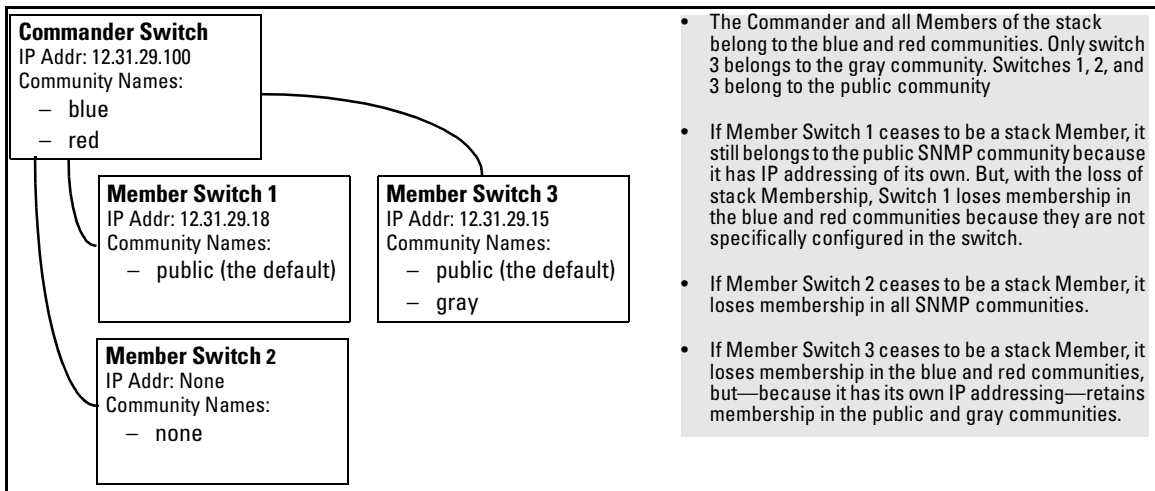 Commander Switch
IP Addr: 12.31.29.100
Community Names:
– blue
– red
Member Switch 1
IP Addr: 12.31.29.18
Community Names:
– public (the default)
Member Switch 3
IP Addr: 12.31.29.15
Community Names:
– public (the default)
– gray
Member Switch 2
IP Addr: None
Community Names:
– none
• The Commander and all Members of the stack
belong to the blue and red communities. Only switch
3 belongs to the gray community. Switches 1, 2, and
3 belong to the public community
• If Member Switch 1 ceases to be a stack Member, it
still belongs to the public SNMP community because
it has IP addressing of its own. But, with the loss of
stack Membership, Switch 1 loses membership in
the blue and red communities because they are not
specifically configured in the switch.
• If Member Switch 2 ceases to be a stack Member, it
loses membership in all SNMP communities.
• If Member Switch 3 ceases to be a stack Member, it
loses membership in the blue and red communities,
but—because it has its own IP addressing—retains
membership in the public and gray communities.